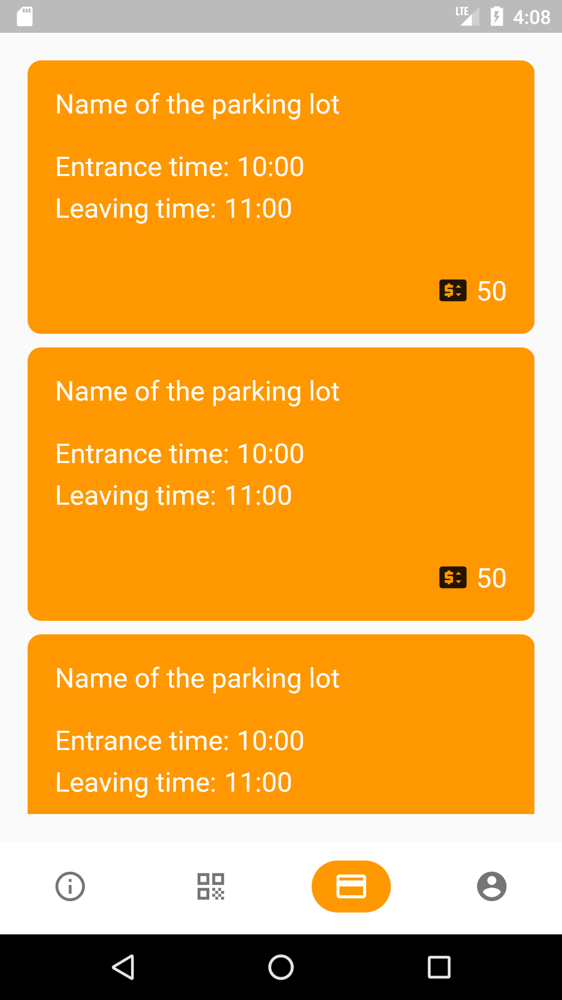 LTE 4:08
Name of the parking lot
Entrance time: 10:00
Leaving time: 11:00
$ 50
Name of the parking lot
Entrance time: 10:00
Leaving time: 11:00
$ 50
Name of the parking lot
Entrance time: 10:00
Leaving time: 11:00